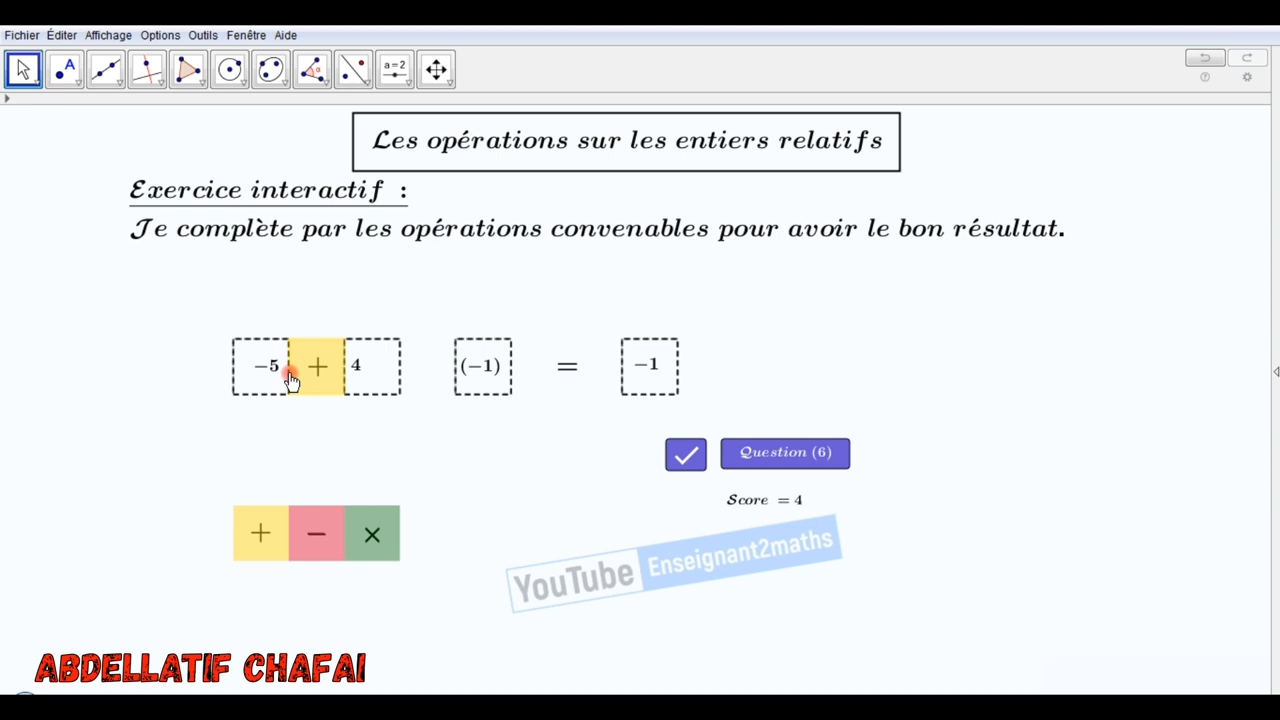 Fichier Éditer Affichage Options Outils Fenêtre Aide
A α a=2
Les opérations sur les entiers relatifs
Exercice interactif :
Je complète par les opérations convenables pour avoir le bon résultat.
−5 + 4 (−1) = −1
Question (6)
Score = 4
+ − ×
YouTube Enseignant2maths
ABDELLATIF CHAFAI